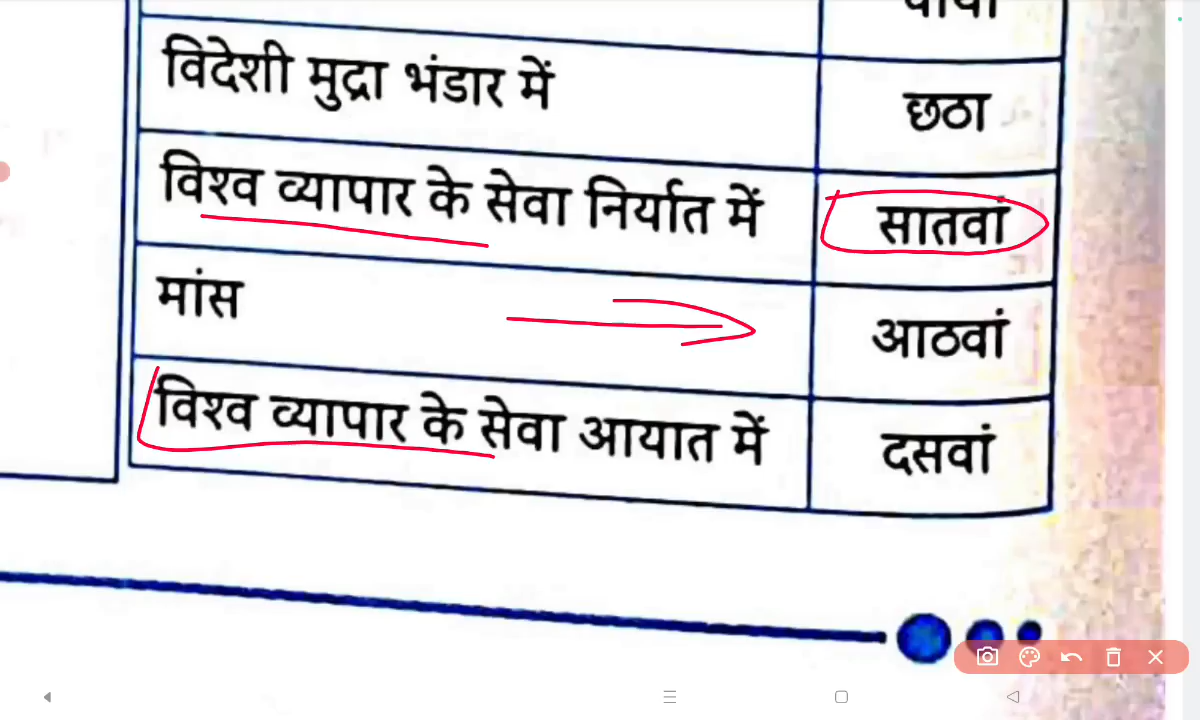 विदेशी मुद्रा भंडार में छठा
विश्व व्यापार के सेवा निर्यात में सातवां
मांस आठवां
विश्व व्यापार के सेवा आयात में दसवां